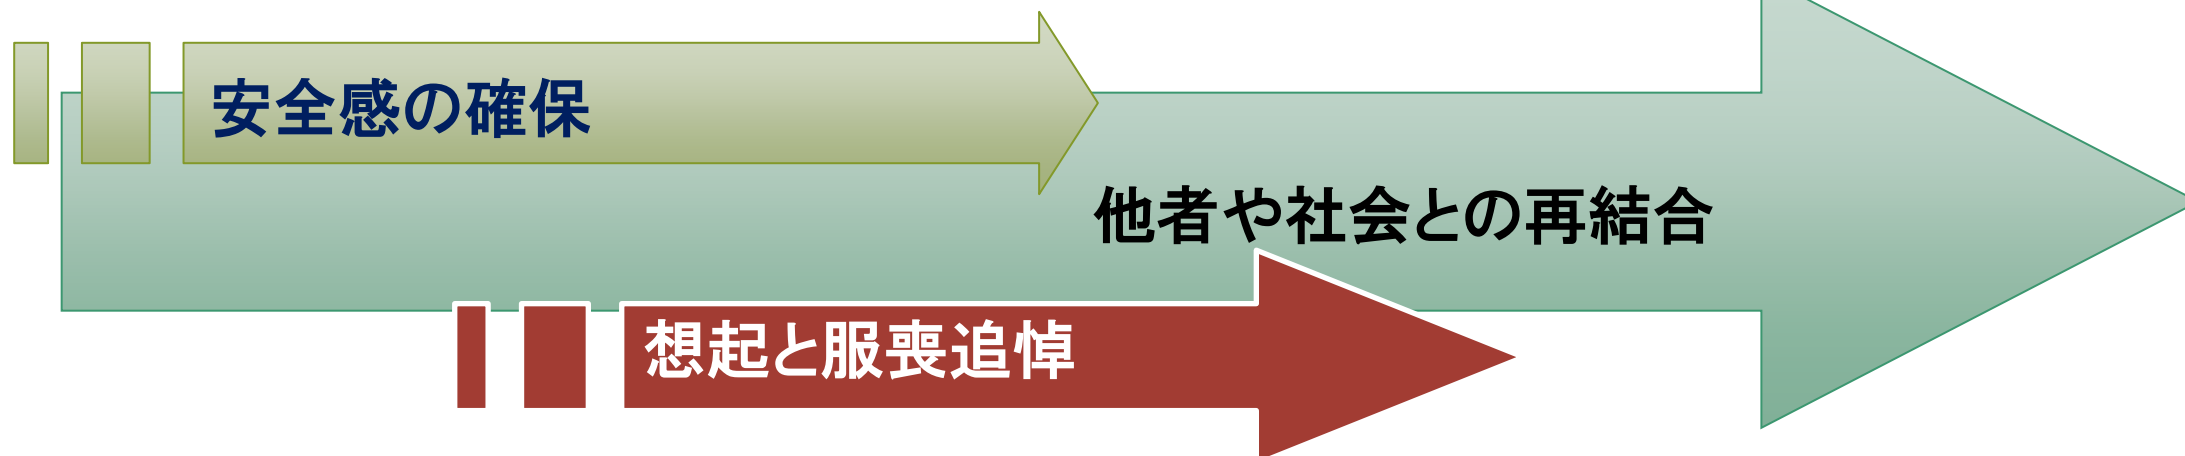 安全感の確保
他者や社会との再結合
想起と服喪追悼